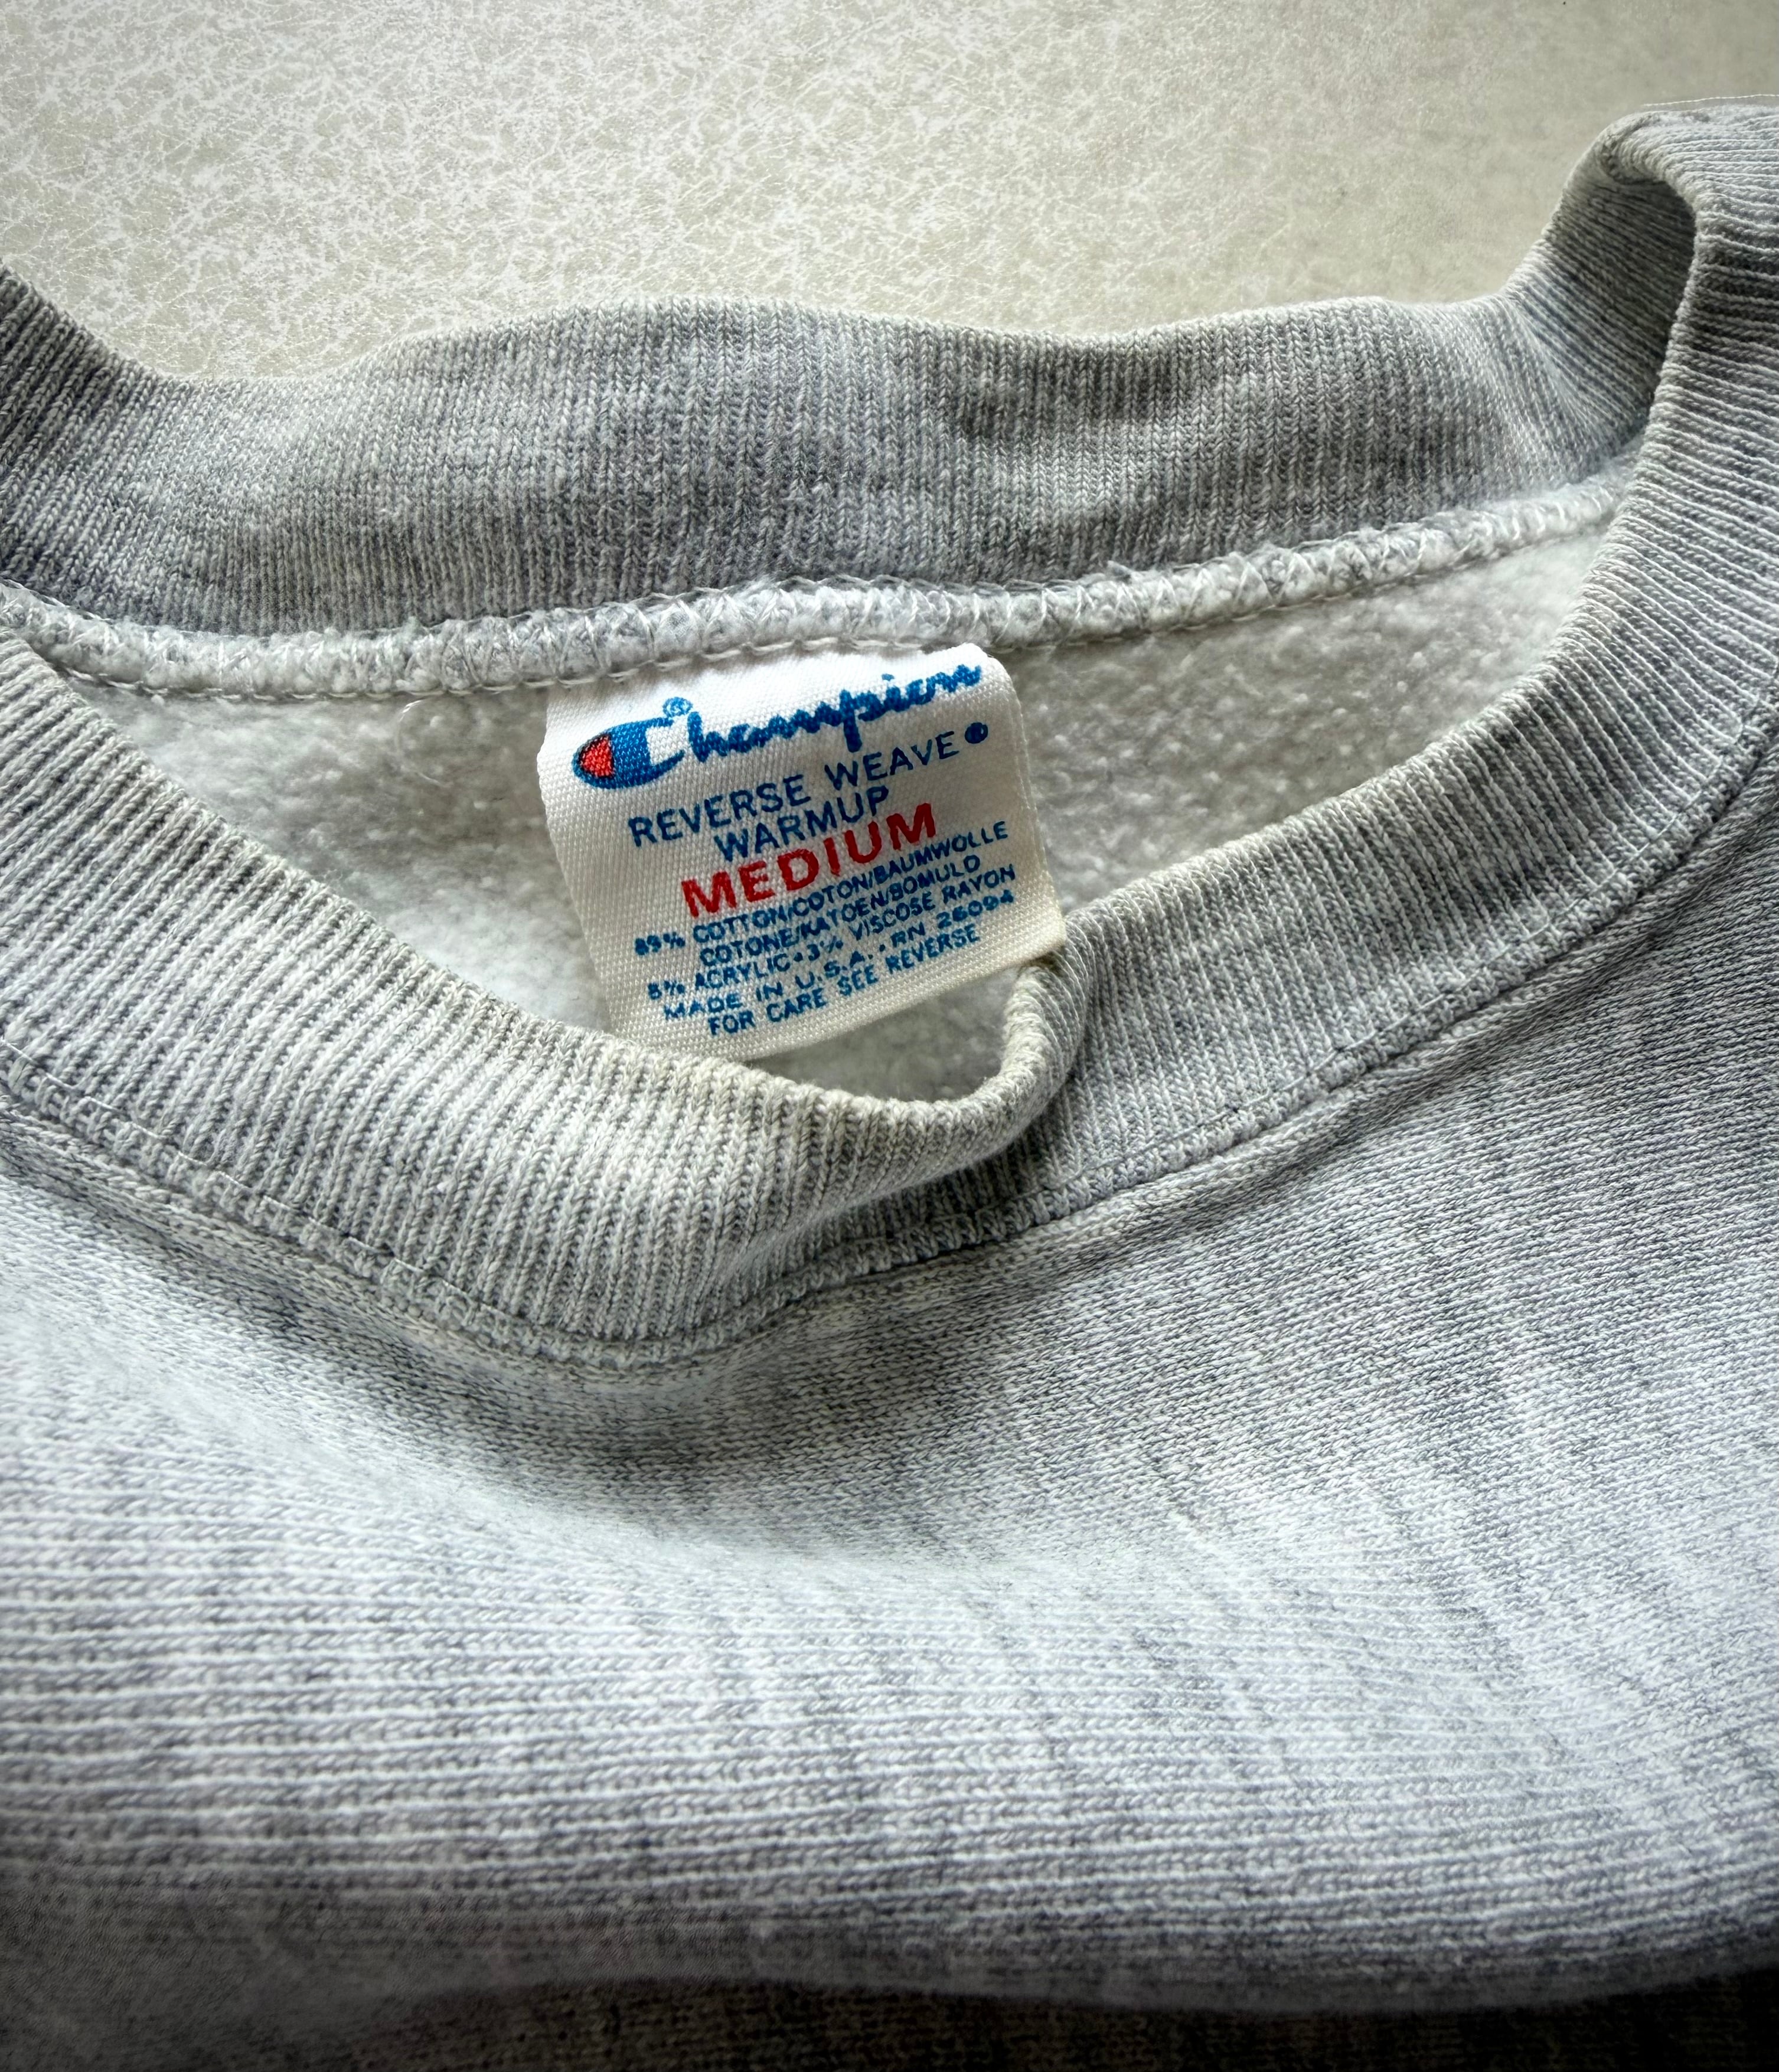 Champion®
REVERSE WEAVE®
WARMUP
MEDIUM
89% COTTON/COTON/BAUMWOLLE
COTONE/KATOEN/BOMULD
8% ACRYLIC • 3% VISCOSE RAYON
MADE IN U.S.A. • RN 26094
FOR CARE SEE REVERSE